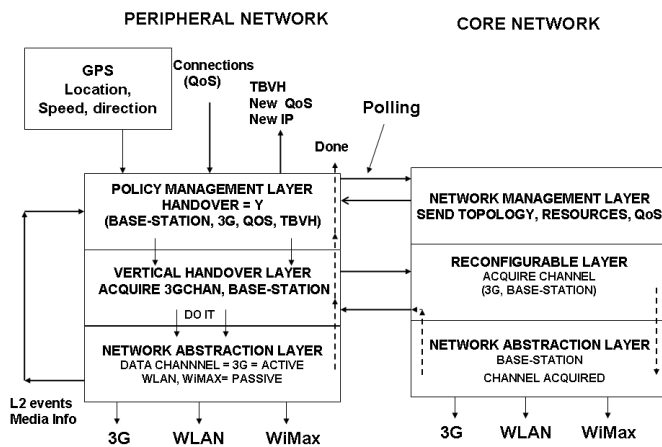 PERIPHERAL NETWORK
CORE NETWORK
GPS
Location,
Speed, direction
Connections
(QoS)
TBVH
New QoS
New IP
Done
Polling
POLICY MANAGEMENT LAYER
HANDOVER = Y
(BASE-STATION, 3G, QOS, TBVH)
VERTICAL HANDOVER LAYER
ACQUIRE 3GCHAN, BASE-STATION
DO IT
NETWORK ABSTRACTION LAYER
DATA CHANNNEL = 3G = ACTIVE
WLAN, WiMAX= PASSIVE
L2 events
Media Info
3G
WLAN
WiMax
NETWORK MANAGEMENT LAYER
SEND TOPOLOGY, RESOURCES, QoS
RECONFIGURABLE LAYER
ACQUIRE CHANNEL
(3G, BASE-STATION)
NETWORK ABSTRACTION LAYER
BASE-STATION
CHANNEL ACQUIRED
3G
WLAN
WiMax